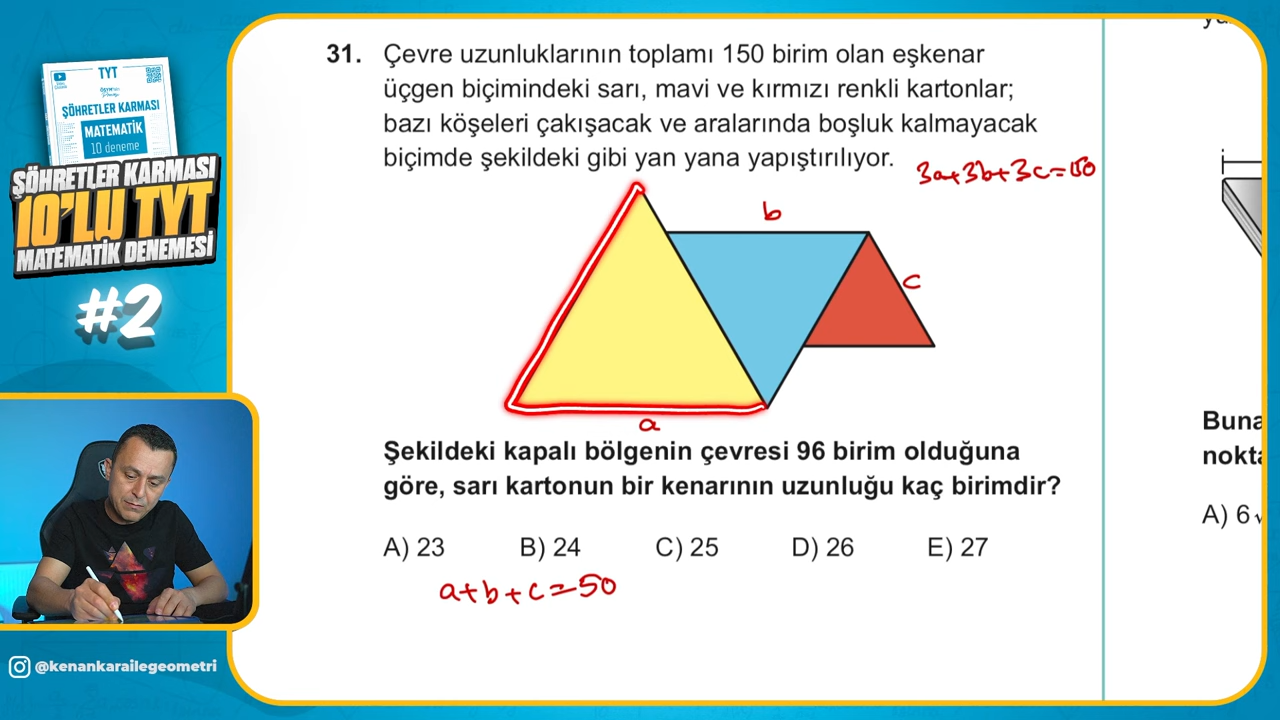 TYT
ŞÖHRETLER KARMASI
MATEMATİK
10 deneme
ŞÖHRETLER KARMASI
10'LU TYT
MATEMATİK DENEMESİ
#2
@kenankarailegeometri
31. Çevre uzunluklarının toplamı 150 birim olan eşkenar
üçgen biçimindeki sarı, mavi ve kırmızı renkli kartonlar;
bazı köşeleri çakışacak ve aralarında boşluk kalmayacak
biçimde şekildeki gibi yan yana yapıştırılıyor.
3a+3b+3c=150
b
c
a
Şekildeki kapalı bölgenin çevresi 96 birim olduğuna
göre, sarı kartonun bir kenarının uzunluğu kaç birimdir?
A) 23 B) 24 C) 25 D) 26 E) 27
a+b+c=50
Buna
nokta
A) 6√